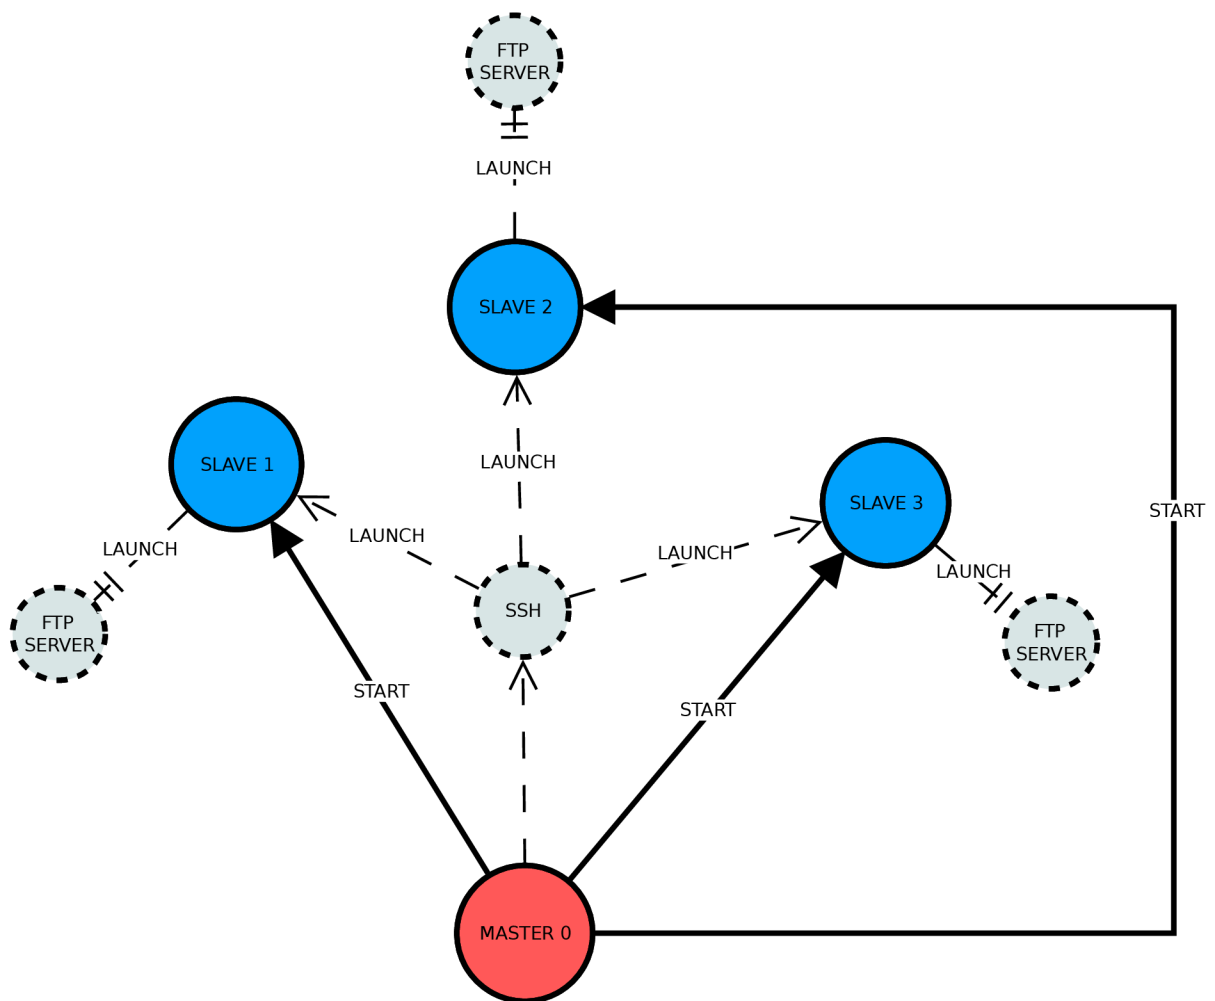 FTP
SERVER
LAUNCH
SLAVE 2
LAUNCH
SLAVE 1
SLAVE 3
START
LAUNCH
LAUNCH
LAUNCH
LAUNCH
FTP
SERVER
SSH
FTP
SERVER
START
START
MASTER 0